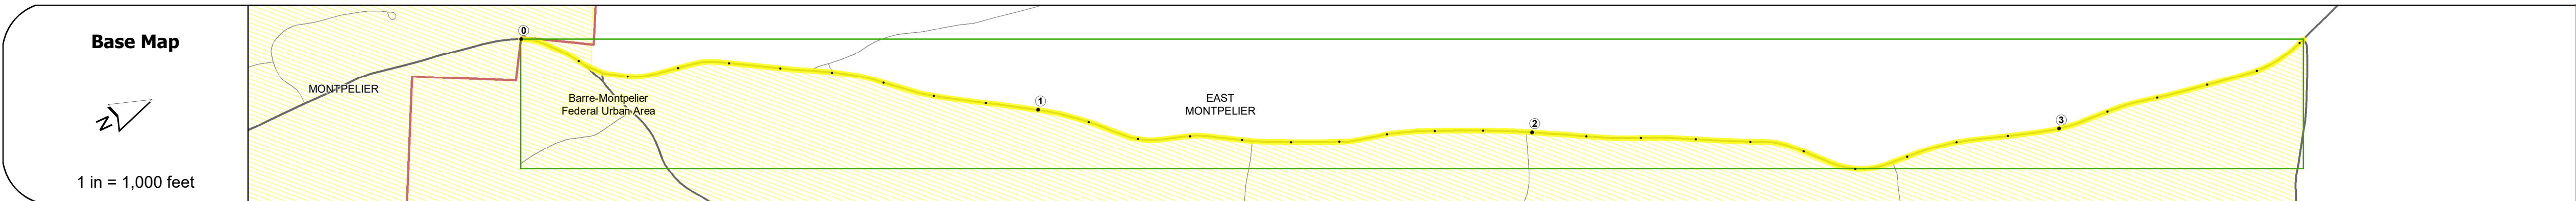 Base Map
N
1 in = 1,000 feet
MONTPELIER
0
Barre-Montpelier
Federal Urban Area
1
EAST
MONTPELIER
2
3